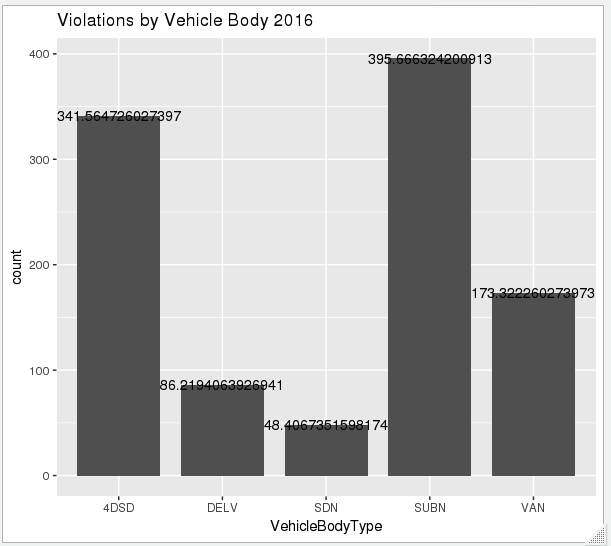 Violations by Vehicle Body 2016
400
300
200
100
0
count
341.564726027397
86.2194063926941
48.4067351598174
395.666324200913
173.322260273973
4DSD
DELV
SDN
SUBN
VAN
VehicleBodyType